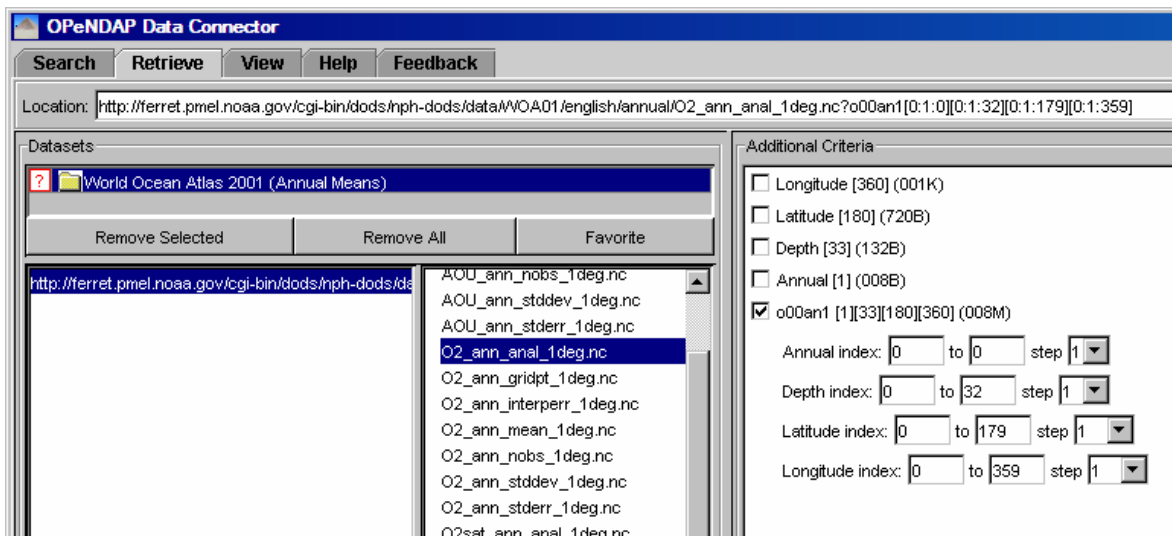 OPeNDAP Data Connector
Search Retrieve View Help Feedback
Location: http://ferret.pmel.noaa.gov/cgi-bin/dods/nph-dods/data/WOA01/english/annual/O2_ann_anal_1deg.nc?o00an1[0:1:0][0:1:32][0:1:179][0:1:359]
Datasets
? World Ocean Atlas 2001 (Annual Means)
Remove Selected Remove All Favorite
http://ferret.pmel.noaa.gov/cgi-bin/dods/nph-dods/da
AOU_ann_nobs_1deg.nc
AOU_ann_stddev_1deg.nc
AOU_ann_stderr_1deg.nc
O2_ann_anal_1deg.nc
O2_ann_gridpt_1deg.nc
O2_ann_interperr_1deg.nc
O2_ann_mean_1deg.nc
O2_ann_nobs_1deg.nc
O2_ann_stddev_1deg.nc
O2_ann_stderr_1deg.nc
O2sat_ann_anal_1deg.nc
Additional Criteria
Longitude [360] (001K)
Latitude [180] (720B)
Depth [33] (132B)
Annual [1] (008B)
o00an1 [1][33][180][360] (008M)
Annual index: 0 to 0 step 1
Depth index: 0 to 32 step 1
Latitude index: 0 to 179 step 1
Longitude index: 0 to 359 step 1